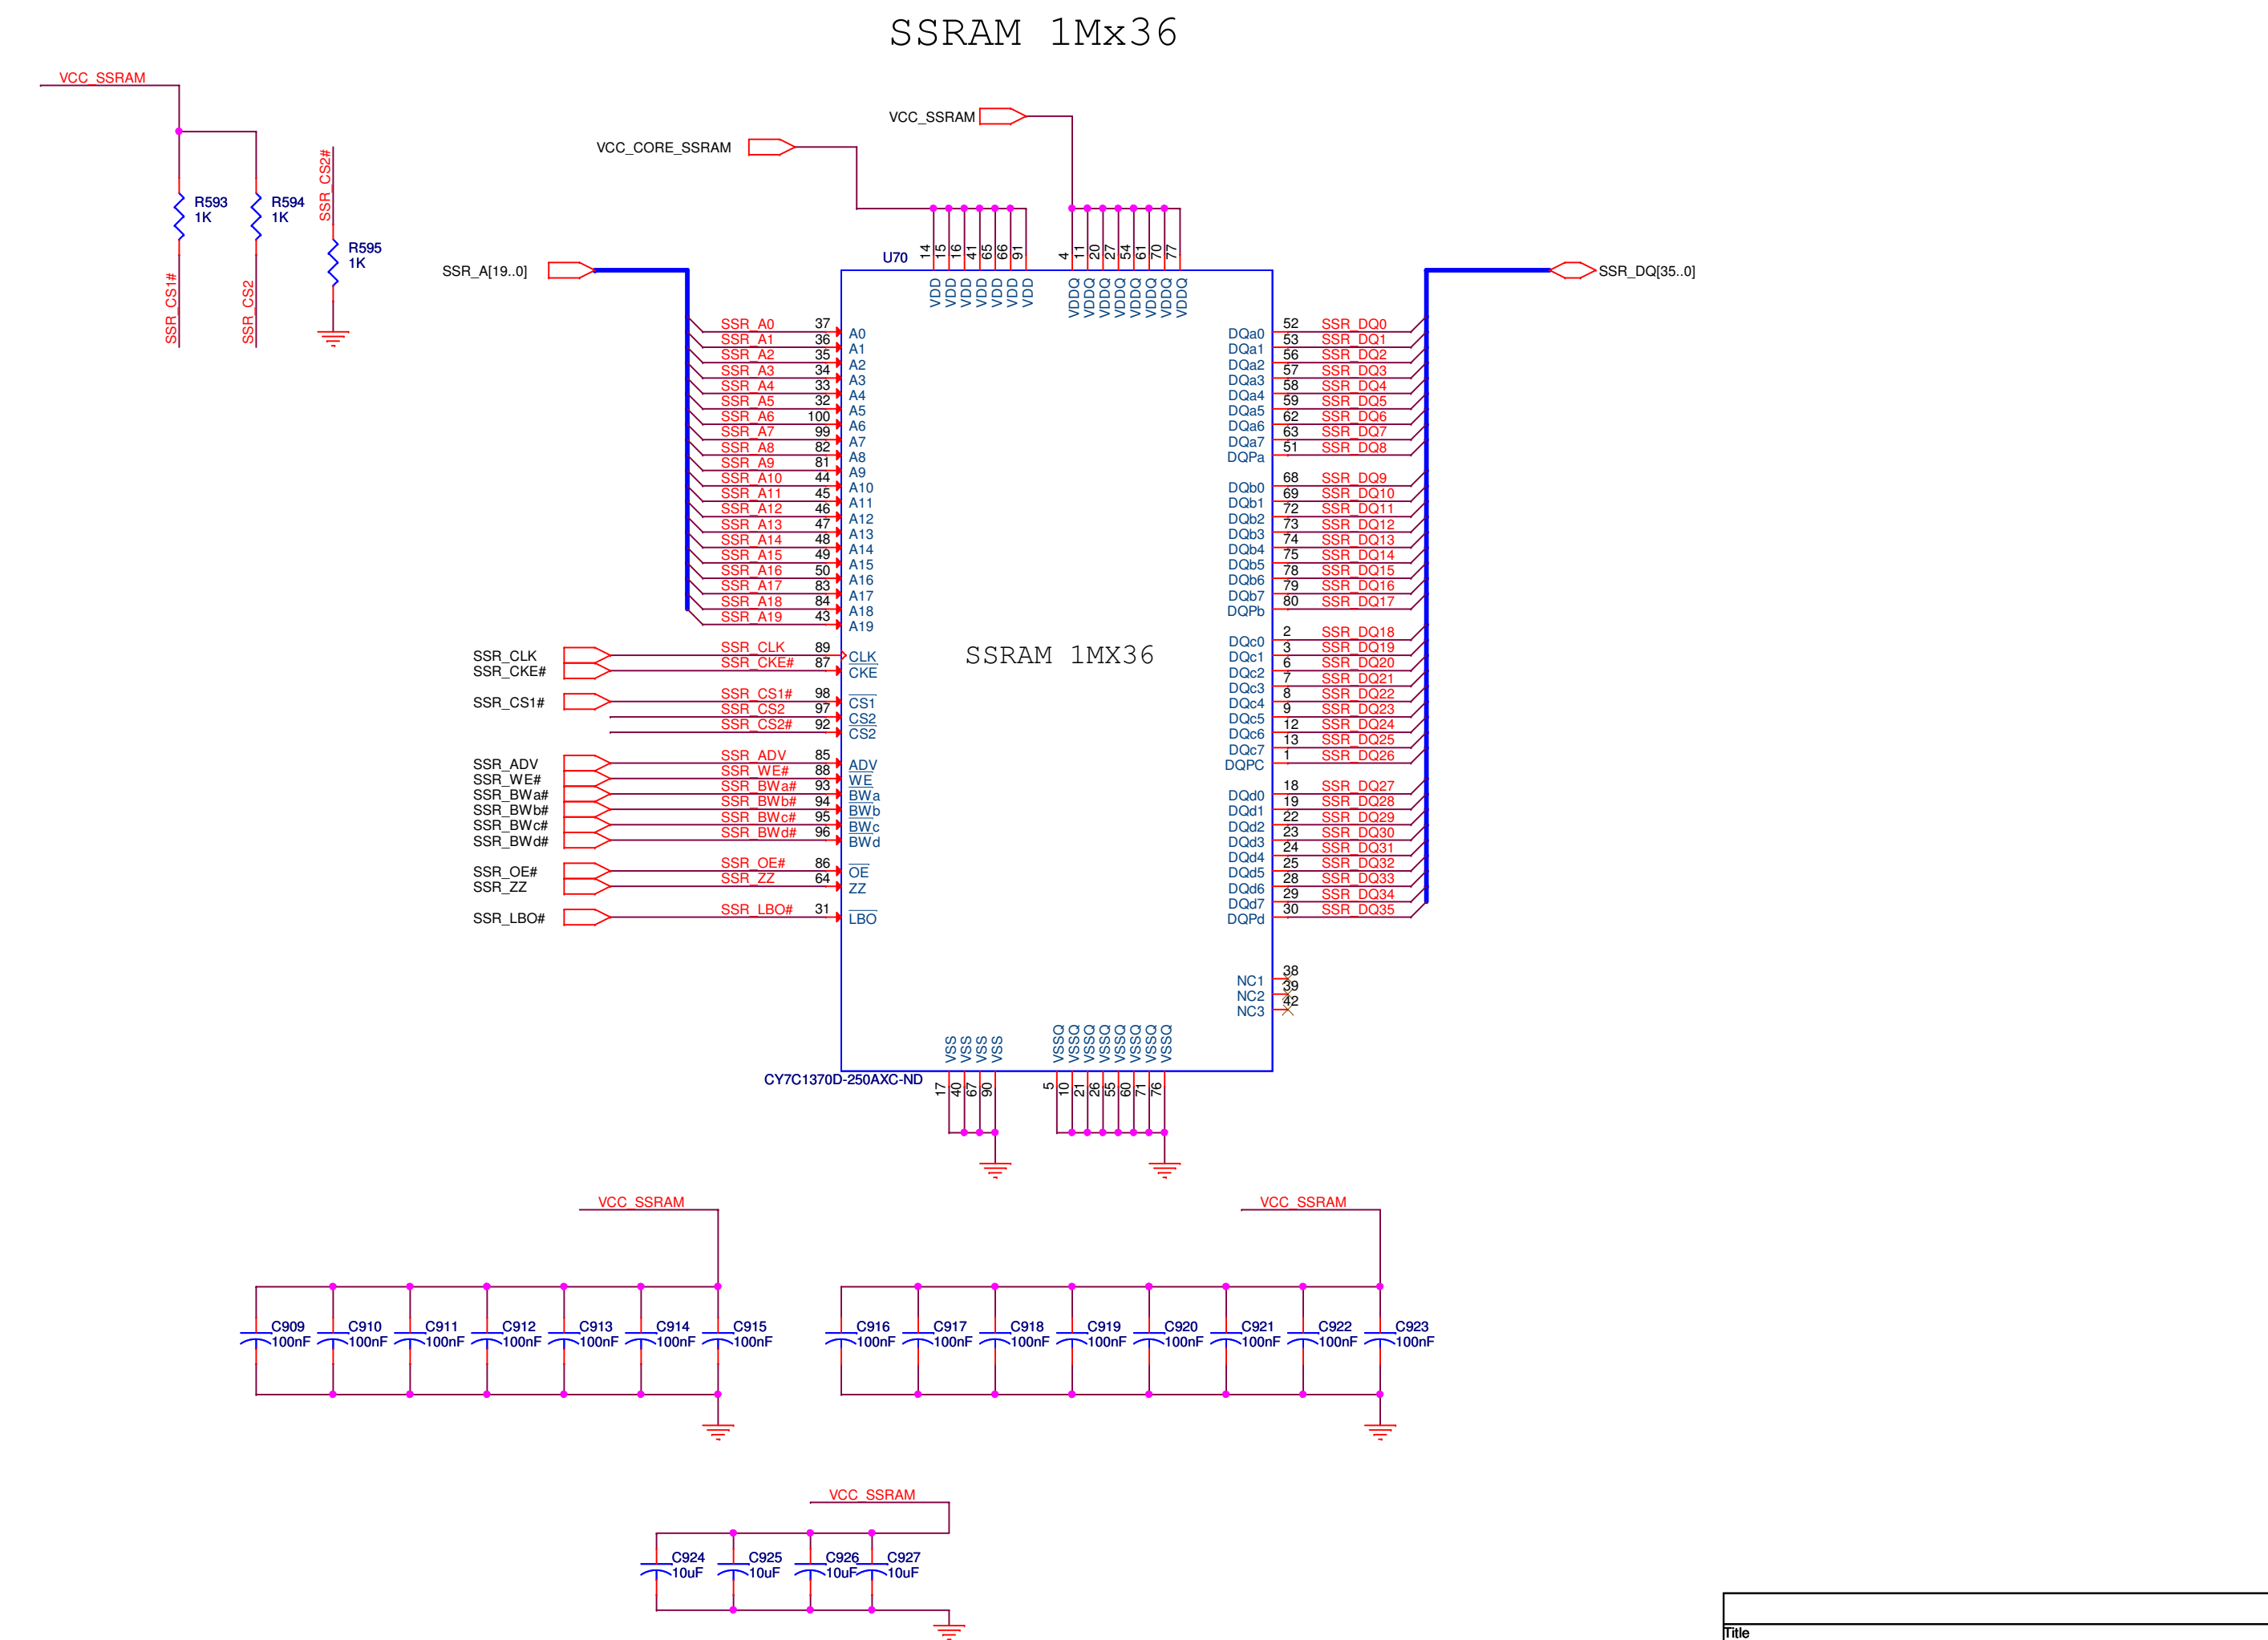 SSRAM 1Mx36
VCC_SSRAM
R593
1K
R594
1K
SSR_CS2#
R595
1K
SSR_CS1#
SSR_CS2
VCC_SSRAM
VCC_CORE_SSRAM
SSR_A[19..0]
SSR_DQ[35..0]
U70
14 15 16 41 65 66 91
4 11 20 27 54 61 70 77
VDD VDD VDD VDD VDD VDD VDD
VDDQ VDDQ VDDQ VDDQ VDDQ VDDQ VDDQ VDDQ
SSR_A0 37 A0
SSR_A1 36 A1
SSR_A2 35 A2
SSR_A3 34 A3
SSR_A4 33 A4
SSR_A5 32 A5
SSR_A6 100 A6
SSR_A7 99 A7
SSR_A8 82 A8
SSR_A9 81 A9
SSR_A10 44 A10
SSR_A11 45 A11
SSR_A12 46 A12
SSR_A13 47 A13
SSR_A14 48 A14
SSR_A15 49 A15
SSR_A16 50 A16
SSR_A17 83 A17
SSR_A18 84 A18
SSR_A19 43 A19
SSR_CLK SSR_CLK 89 CLK
SSR_CKE# SSR_CKE# 87 CKE
SSR_CS1# SSR_CS1# 98 CS1
SSR_CS2 97 CS2
SSR_CS2# 92 CS2
SSR_ADV SSR_ADV 85 ADV
SSR_WE# SSR_WE# 88 WE
SSR_BWa# SSR_BWa# 93 BWa
SSR_BWb# SSR_BWb# 94 BWb
SSR_BWc# SSR_BWc# 95 BWc
SSR_BWd# SSR_BWd# 96 BWd
SSR_OE# SSR_OE# 86 OE
SSR_ZZ SSR_ZZ 64 ZZ
SSR_LBO# SSR_LBO# 31 LBO
SSRAM 1MX36
DQa0 52 SSR_DQ0
DQa1 53 SSR_DQ1
DQa2 56 SSR_DQ2
DQa3 57 SSR_DQ3
DQa4 58 SSR_DQ4
DQa5 59 SSR_DQ5
DQa6 62 SSR_DQ6
DQa7 63 SSR_DQ7
DQPa 51 SSR_DQ8
DQb0 68 SSR_DQ9
DQb1 69 SSR_DQ10
DQb2 72 SSR_DQ11
DQb3 73 SSR_DQ12
DQb4 74 SSR_DQ13
DQb5 75 SSR_DQ14
DQb6 78 SSR_DQ15
DQb7 79 SSR_DQ16
DQPb 80 SSR_DQ17
DQc0 2 SSR_DQ18
DQc1 3 SSR_DQ19
DQc2 6 SSR_DQ20
DQc3 7 SSR_DQ21
DQc4 8 SSR_DQ22
DQc5 9 SSR_DQ23
DQc6 12 SSR_DQ24
DQc7 13 SSR_DQ25
DQPC 1 SSR_DQ26
DQd0 18 SSR_DQ27
DQd1 19 SSR_DQ28
DQd2 22 SSR_DQ29
DQd3 23 SSR_DQ30
DQd4 24 SSR_DQ31
DQd5 25 SSR_DQ32
DQd6 28 SSR_DQ33
DQd7 29 SSR_DQ34
DQPd 30 SSR_DQ35
NC1 38
NC2 39
NC3 42
VSS VSS VSS VSS
VSSQ VSSQ VSSQ VSSQ VSSQ VSSQ VSSQ VSSQ
CY7C1370D-250AXC-ND
17 40 67 90
5 10 21 26 55 60 71 76
VCC_SSRAM
VCC_SSRAM
C909 C910 C911 C912 C913 C914 C915
100nF 100nF 100nF 100nF 100nF 100nF 100nF
C916 C917 C918 C919 C920 C921 C922 C923
100nF 100nF 100nF 100nF 100nF 100nF 100nF 100nF
VCC_SSRAM
C924 C925 C926 C927
10uF 10uF 10uF 10uF
Title